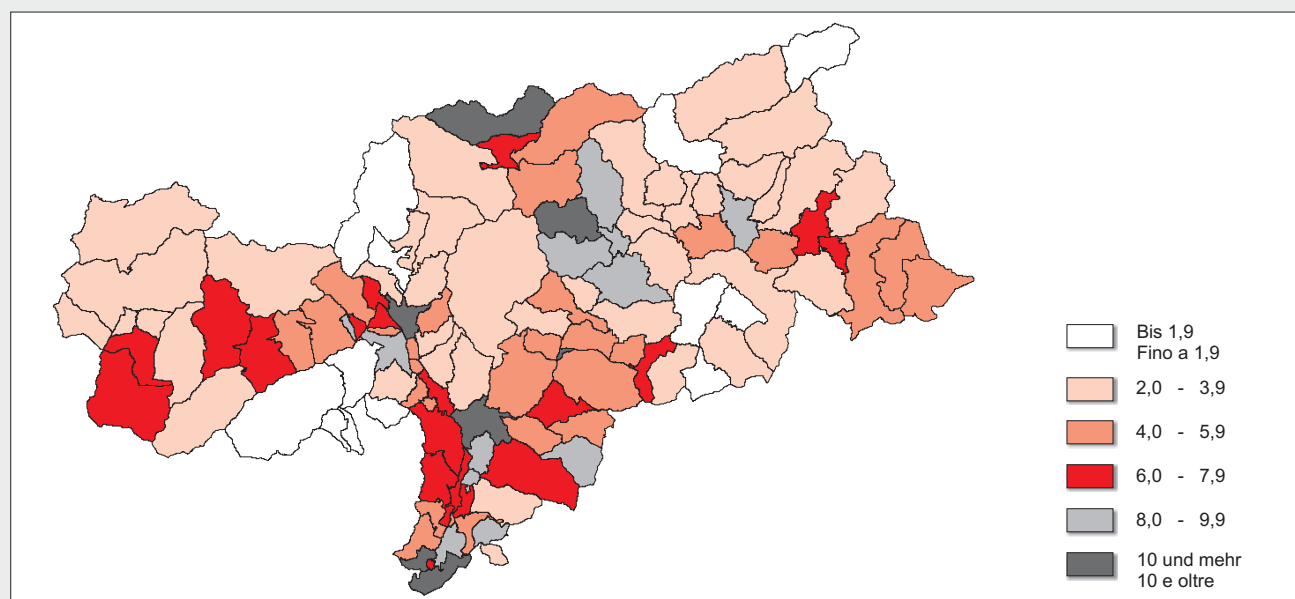 Bis 1,9
Fino a 1,9
2,0 - 3,9
4,0 - 5,9
6,0 - 7,9
8,0 - 9,9
10 und mehr
10 e oltre